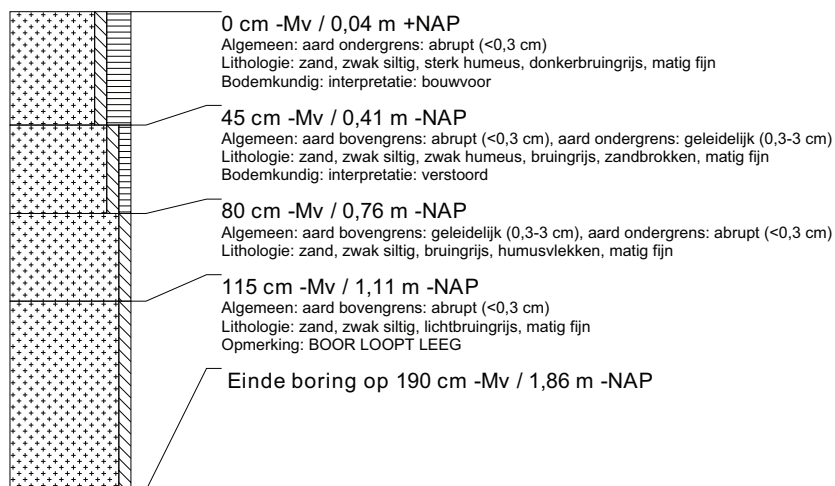 0 cm -Mv / 0,04 m +NAP
Algemeen: aard ondergrens: abrupt (<0,3 cm)
Lithologie: zand, zwak siltig, sterk humeus, donkerbruingrijs, matig fijn
Bodemkundig: interpretatie: bouwvoor
45 cm -Mv / 0,41 m -NAP
Algemeen: aard bovengrens: abrupt (<0,3 cm), aard ondergrens: geleidelijk (0,3-3 cm)
Lithologie: zand, zwak siltig, zwak humeus, bruingrijs, zandbrokken, matig fijn
Bodemkundig: interpretatie: verstoord
80 cm -Mv / 0,76 m -NAP
Algemeen: aard bovengrens: geleidelijk (0,3-3 cm), aard ondergrens: abrupt (<0,3 cm)
Lithologie: zand, zwak siltig, bruingrijs, humusvlekken, matig fijn
115 cm -Mv / 1,11 m -NAP
Algemeen: aard bovengrens: abrupt (<0,3 cm)
Lithologie: zand, zwak siltig, lichtbruingrijs, matig fijn
Opmerking: BOOR LOOPT LEEG
Einde boring op 190 cm -Mv / 1,86 m -NAP